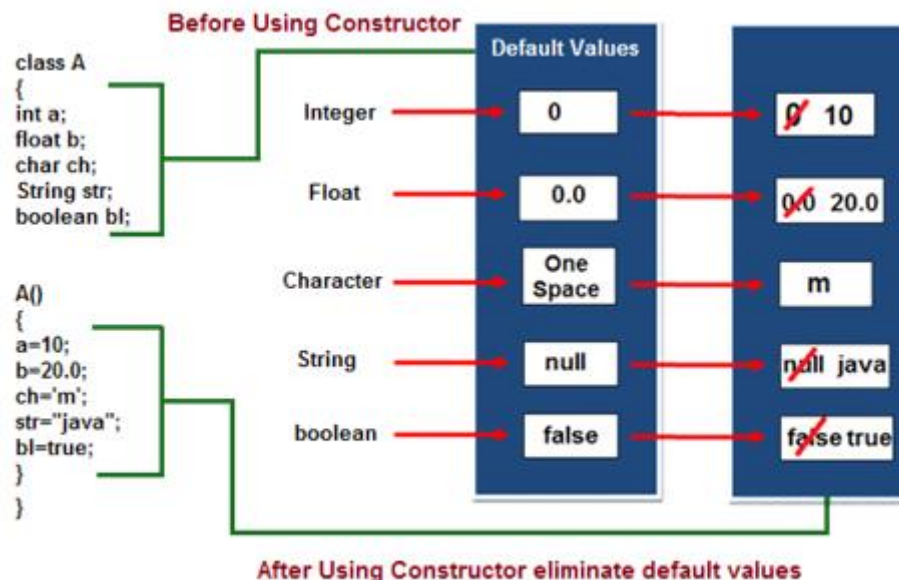 Before Using Constructor
class A
{
int a;
float b;
char ch;
String str;
boolean bl;
A()
{
a=10;
b=20.0;
ch='m';
str="java";
bl=true;
}
}
Default Values
Integer
0
0 10
Float
0.0
0.0 20.0
Character
One
Space
m
String
null
null java
boolean
false
false true
After Using Constructor eliminate default values